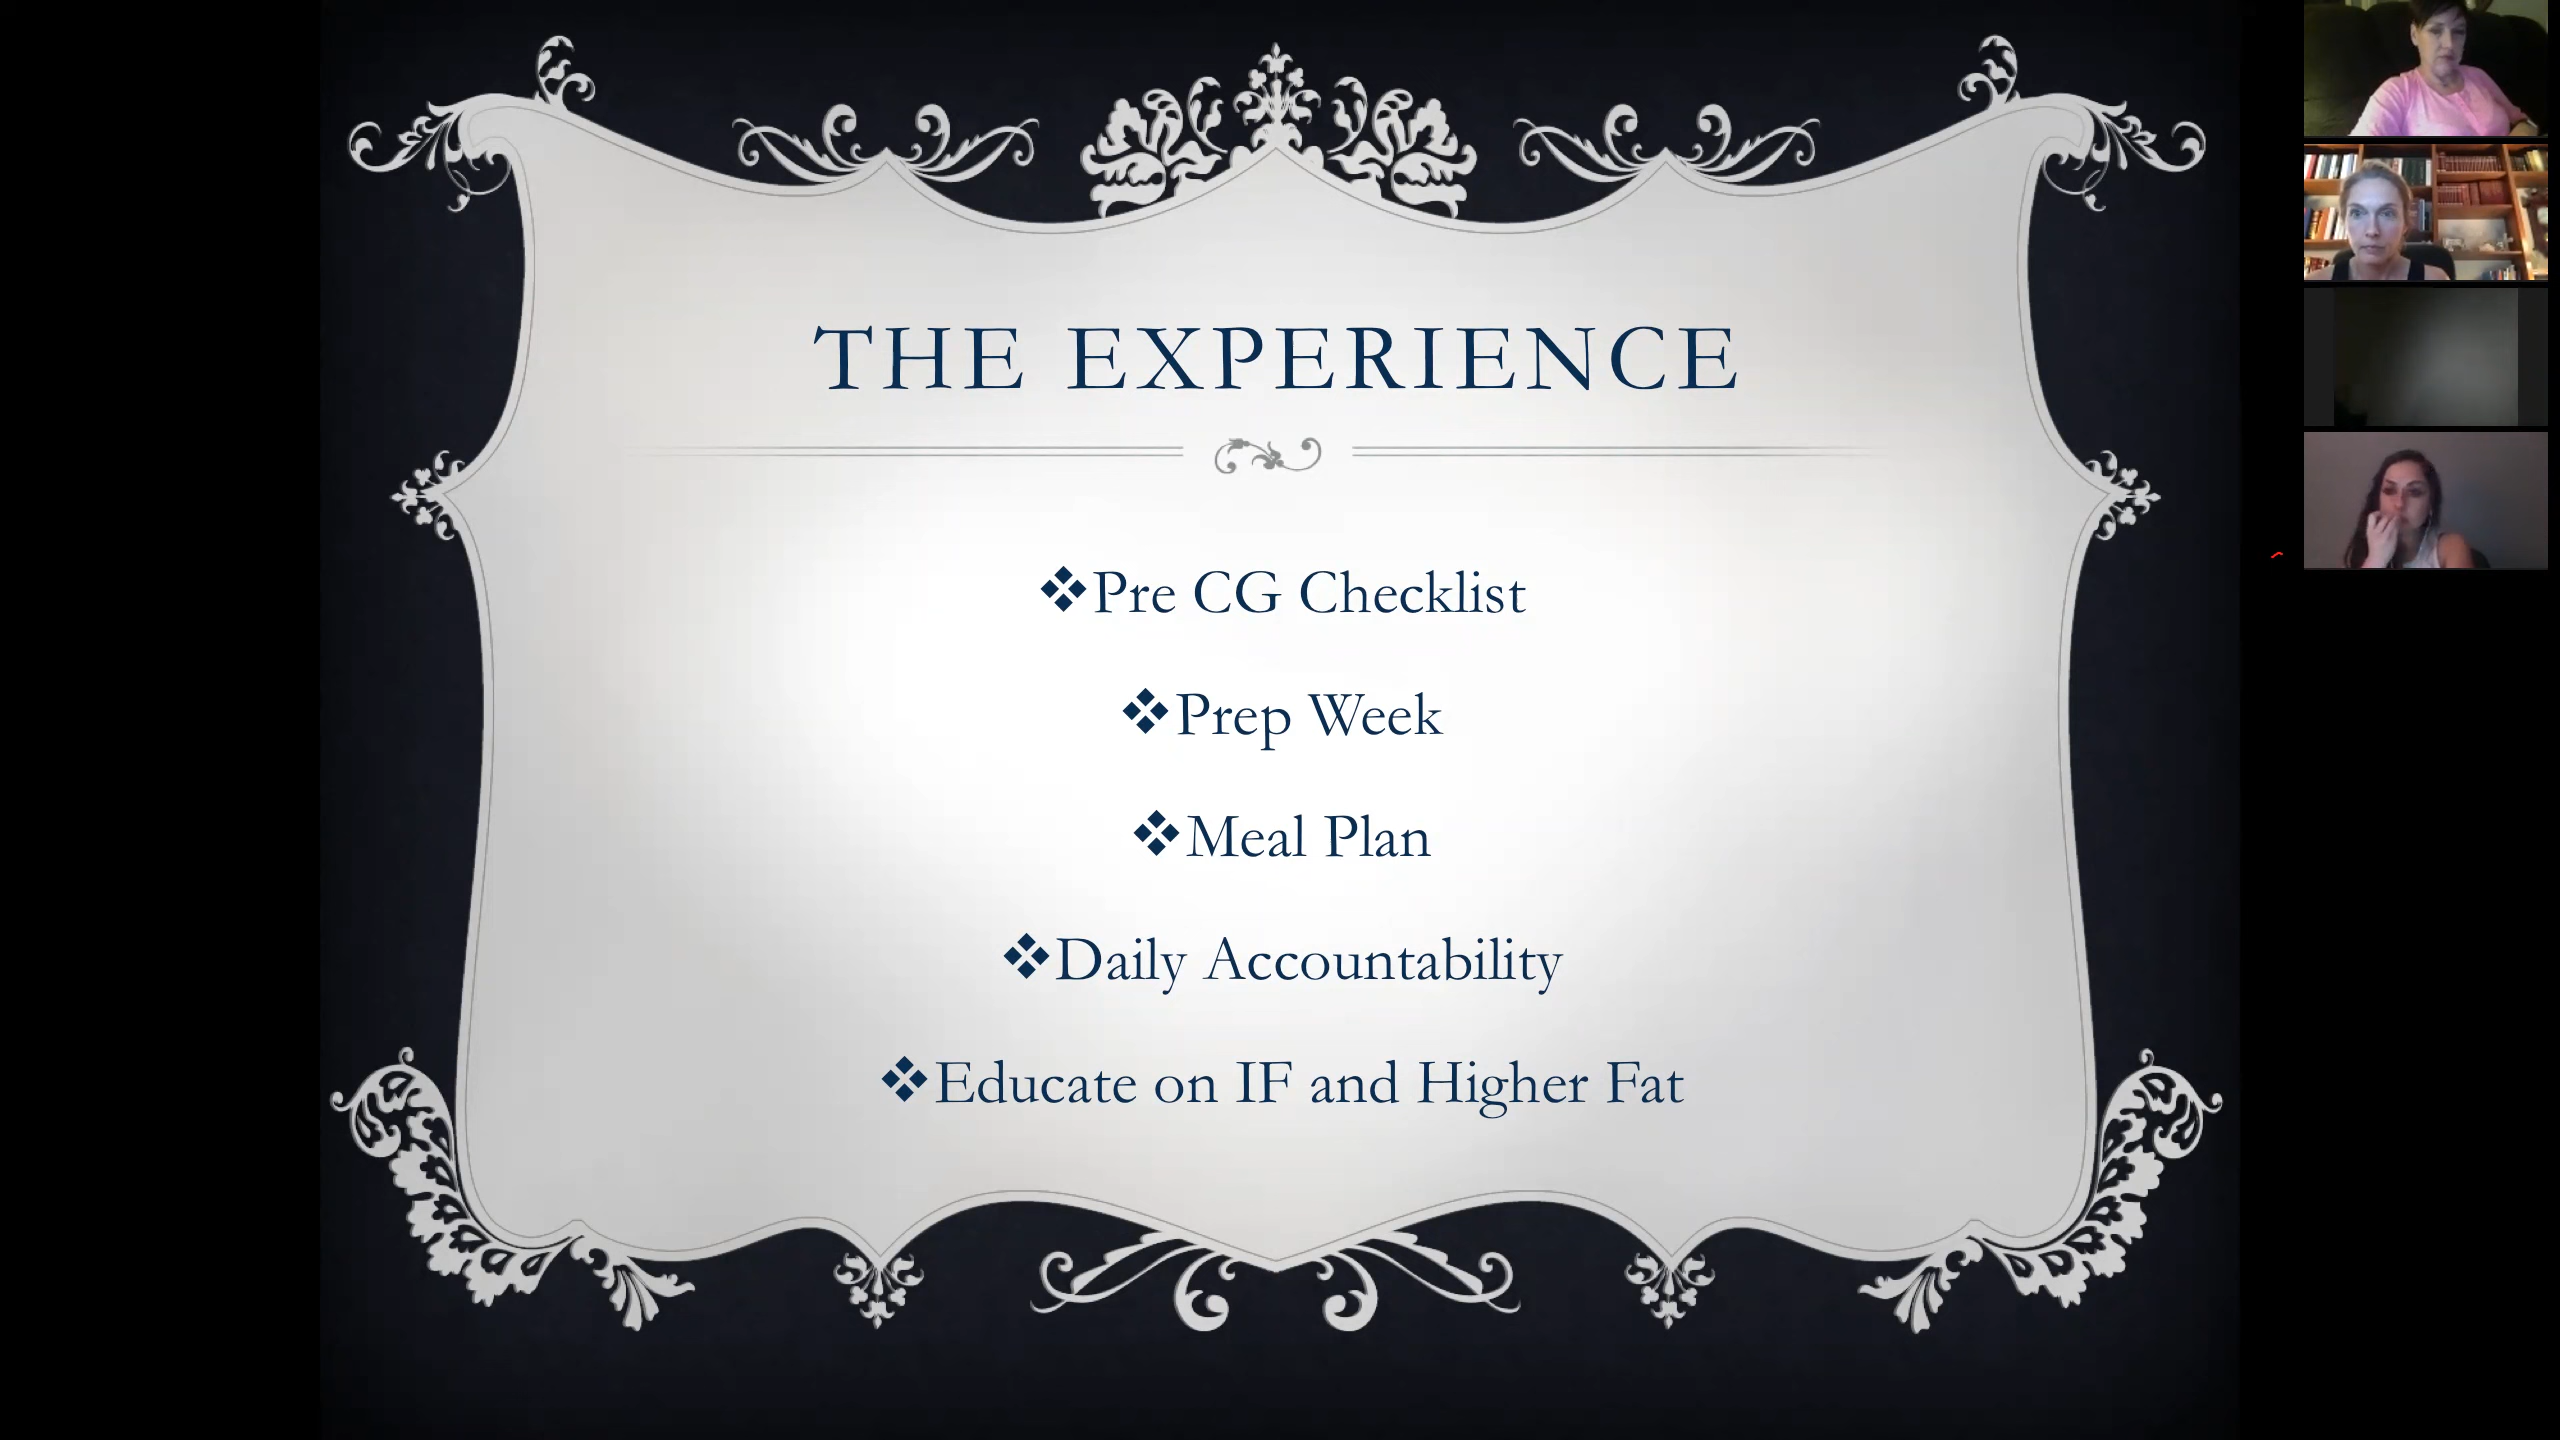 THE EXPERIENCE
❖Pre CG Checklist
❖Prep Week
❖Meal Plan
❖Daily Accountability
❖Educate on IF and Higher Fat